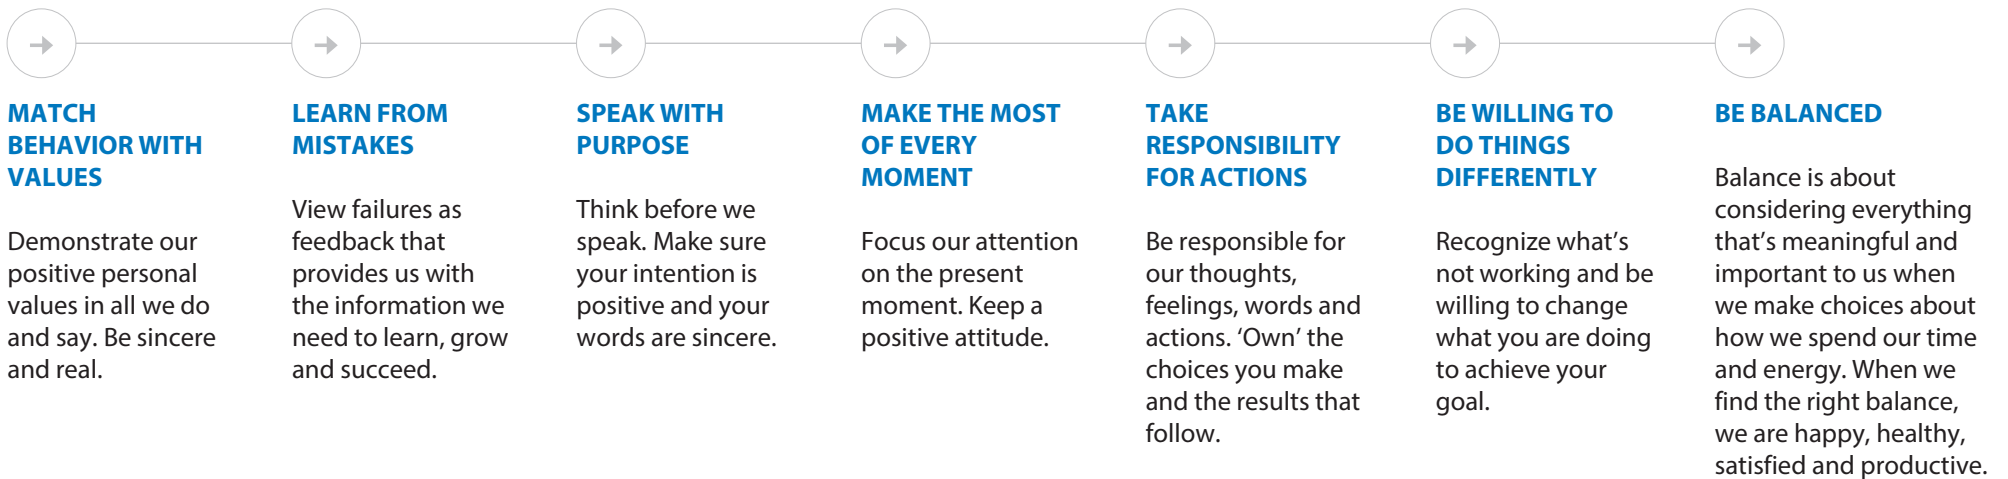 MATCH
BEHAVIOR WITH
VALUES
Demonstrate our
positive personal
values in all we do
and say. Be sincere
and real.
LEARN FROM
MISTAKES
View failures as
feedback that
provides us with
the information we
need to learn, grow
and succeed.
SPEAK WITH
PURPOSE
Think before we
speak. Make sure
your intention is
positive and your
words are sincere.
MAKE THE MOST
OF EVERY
MOMENT
Focus our attention
on the present
moment. Keep a
positive attitude.
TAKE
RESPONSIBILITY
FOR ACTIONS
Be responsible for
our thoughts,
feelings, words and
actions. ‘Own’ the
choices you make
and the results that
follow.
BE WILLING TO
DO THINGS
DIFFERENTLY
Recognize what’s
not working and be
willing to change
what you are doing
to achieve your
goal.
BE BALANCED
Balance is about
considering everything
that’s meaningful and
important to us when
we make choices about
how we spend our time
and energy. When we
find the right balance,
we are happy, healthy,
satisfied and productive.